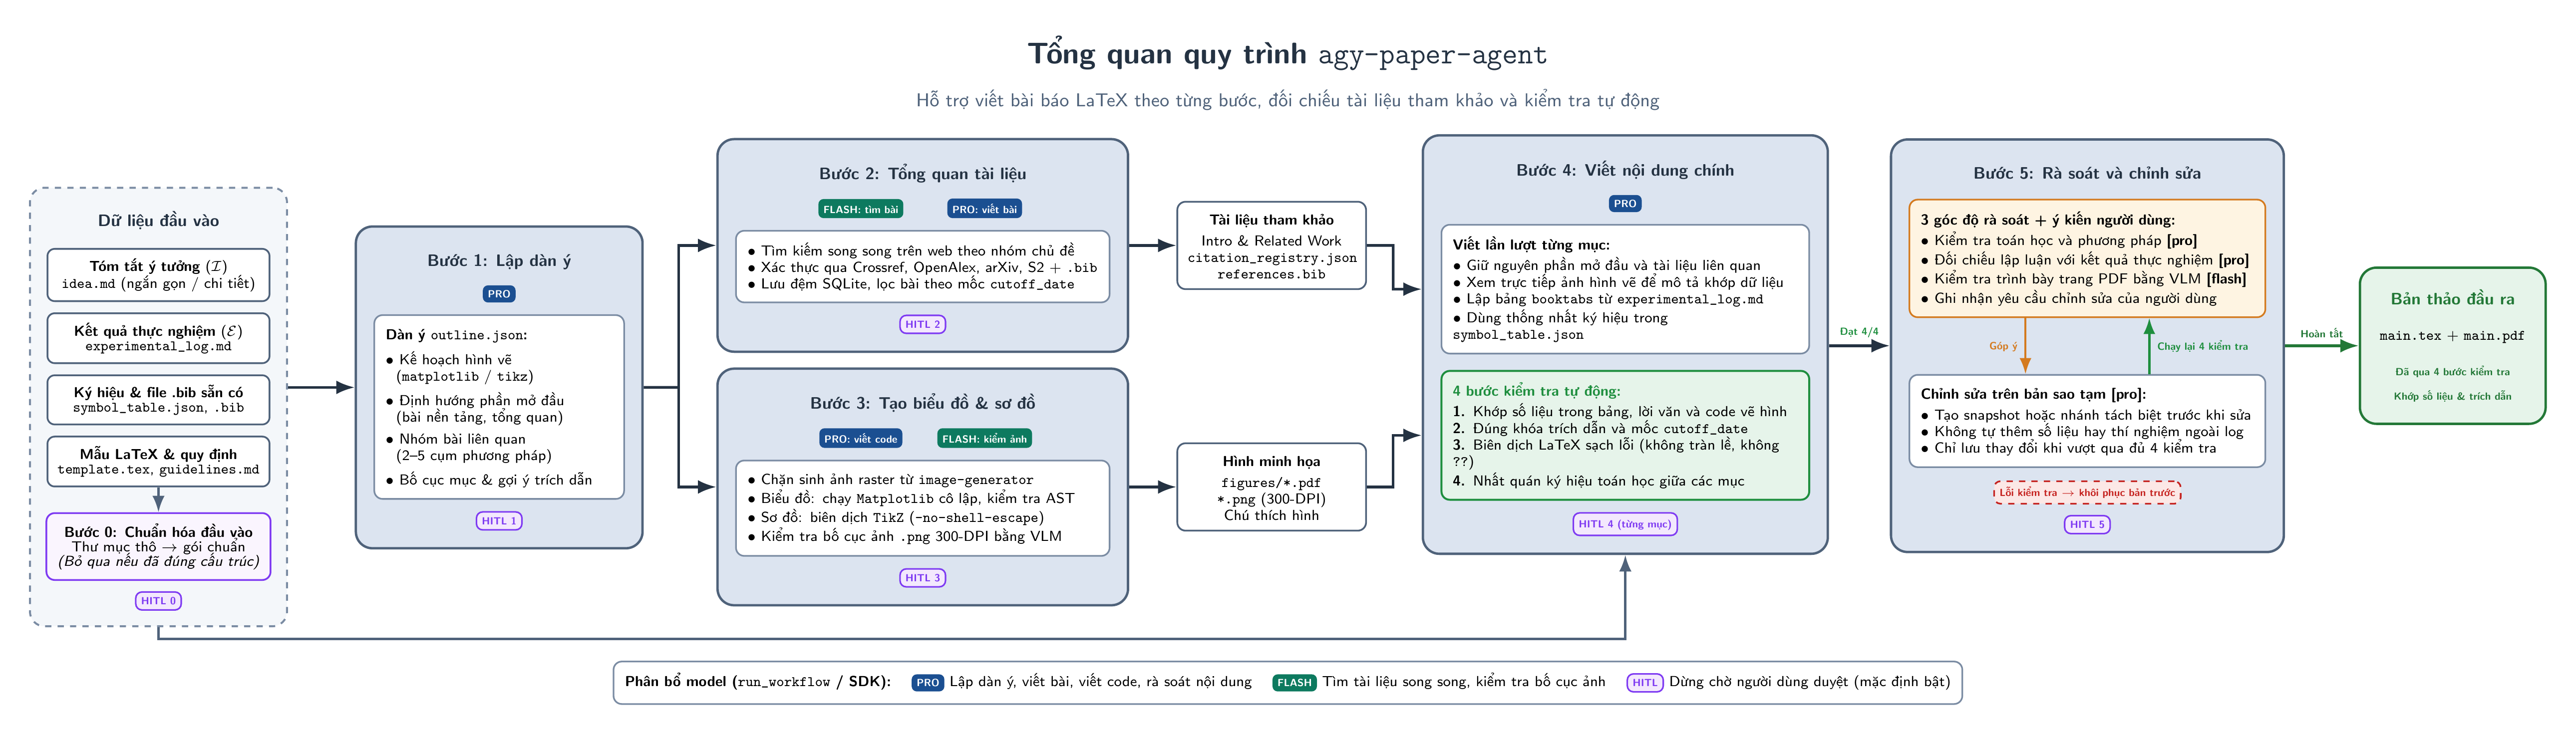 Tổng quan quy trình agy-paper-agent
Hỗ trợ viết bài báo LaTeX theo từng bước, đối chiếu tài liệu tham khảo và kiểm tra tự động
Dữ liệu đầu vào
Tóm tắt ý tưởng (ℐ)
idea.md (ngắn gọn / chi tiết)
Kết quả thực nghiệm (ℰ)
experimental_log.md
Ký hiệu & file .bib sẵn có
symbol_table.json, .bib
Mẫu LaTeX & quy định
template.tex, guidelines.md
Bước 0: Chuẩn hóa đầu vào
Thư mục thô → gói chuẩn
(Bỏ qua nếu đã đúng cấu trúc)
HITL 0
Bước 1: Lập dàn ý
PRO
Dàn ý outline.json:
• Kế hoạch hình vẽ
(matplotlib / tikz)
• Định hướng phần mở đầu
(bài nền tảng, tổng quan)
• Nhóm bài liên quan
(2–5 cụm phương pháp)
• Bố cục mục & gợi ý trích dẫn
HITL 1
Bước 2: Tổng quan tài liệu
FLASH: tìm bài
PRO: viết bài
• Tìm kiếm song song trên web theo nhóm chủ đề
• Xác thực qua Crossref, OpenAlex, arXiv, S2 + .bib
• Lưu đệm SQLite, lọc bài theo mốc cutoff_date
HITL 2
Bước 3: Tạo biểu đồ & sơ đồ
PRO: viết code
FLASH: kiểm ảnh
• Chặn sinh ảnh raster từ image-generator
• Biểu đồ: chạy Matplotlib cô lập, kiểm tra AST
• Sơ đồ: biên dịch TikZ (-no-shell-escape)
• Kiểm tra bố cục ảnh .png 300-DPI bằng VLM
HITL 3
Tài liệu tham khảo
Intro & Related Work
citation_registry.json
references.bib
Hình minh họa
figures/*.pdf
*.png (300-DPI)
Chú thích hình
Bước 4: Viết nội dung chính
PRO
Viết lần lượt từng mục:
• Giữ nguyên phần mở đầu và tài liệu liên quan
• Xem trực tiếp ảnh hình vẽ để mô tả khớp dữ liệu
• Lập bảng booktabs từ experimental_log.md
• Dùng thống nhất ký hiệu trong
symbol_table.json
4 bước kiểm tra tự động:
1. Khớp số liệu trong bảng, lời văn và code vẽ hình
2. Đúng khóa trích dẫn và mốc cutoff_date
3. Biên dịch LaTeX sạch lỗi (không tràn lề, không
??)
4. Nhất quán ký hiệu toán học giữa các mục
HITL 4 (từng mục)
Đạt 4/4
Bước 5: Rà soát và chỉnh sửa
3 góc độ rà soát + ý kiến người dùng:
• Kiểm tra toán học và phương pháp [pro]
• Đối chiếu lập luận với kết quả thực nghiệm [pro]
• Kiểm tra trình bày trang PDF bằng VLM [flash]
• Ghi nhận yêu cầu chỉnh sửa của người dùng
Góp ý
Chạy lại 4 kiểm tra
Chỉnh sửa trên bản sao tạm [pro]:
• Tạo snapshot hoặc nhánh tách biệt trước khi sửa
• Không tự thêm số liệu hay thí nghiệm ngoài log
• Chỉ lưu thay đổi khi vượt qua đủ 4 kiểm tra
Lỗi kiểm tra → khôi phục bản trước
HITL 5
Hoàn tất
Bản thảo đầu ra
main.tex + main.pdf
Đã qua 4 bước kiểm tra
Khớp số liệu & trích dẫn
Phân bổ model (run_workflow / SDK): PRO Lập dàn ý, viết bài, viết code, rà soát nội dung FLASH Tìm tài liệu song song, kiểm tra bố cục ảnh HITL Dừng chờ người dùng duyệt (mặc định bật)